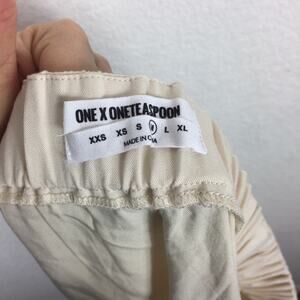 ONE X ONETEASPOON
XXS XS S M L XL
MADE IN CHINA